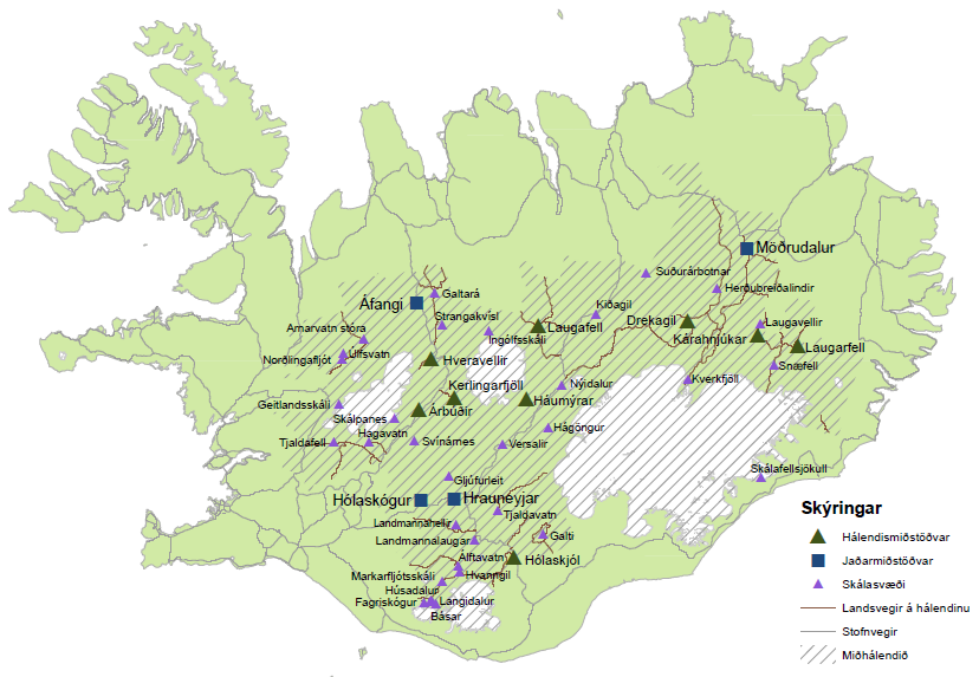 Möðrudalur
Suðurárbotnar
Herðubreiðalindir
Galtará
Áfangi
Kiðagil
Strangakvísl
Drekagil
Laugavellir
Laugafell
Arnarvatn stóra
Ingólfsskáli
Kárahnjúkar
Laugarfell
Úlfsvatn
Norðlingafljót
Hveravellir
Snæfell
Kverkfjöll
Nýidalur
Kerlingarfjöll
Geitlandsskáli
Háumýrar
Árbúðir
Skálpanes
Hágöngur
Hagavatn
Tjaldafell
Svínárnes
Versalir
Skálafellsjökull
Gljúfurleit
Hólaskógur
Hrauneyjar
Tjaldavatn
Landmannahellir
Landmannalaugar
Galti
Álftavatn
Hólaskjól
Hvanngil
Markarfljótsskáli
Húsadalur
Fagriskógur
Langidalur
Básar
Skýringar
Hálendismiðstöðvar
Jaðarmiðstöðvar
Skálasvæði
Landsvegir á hálendinu
Stofnvegir
Miðhálendið